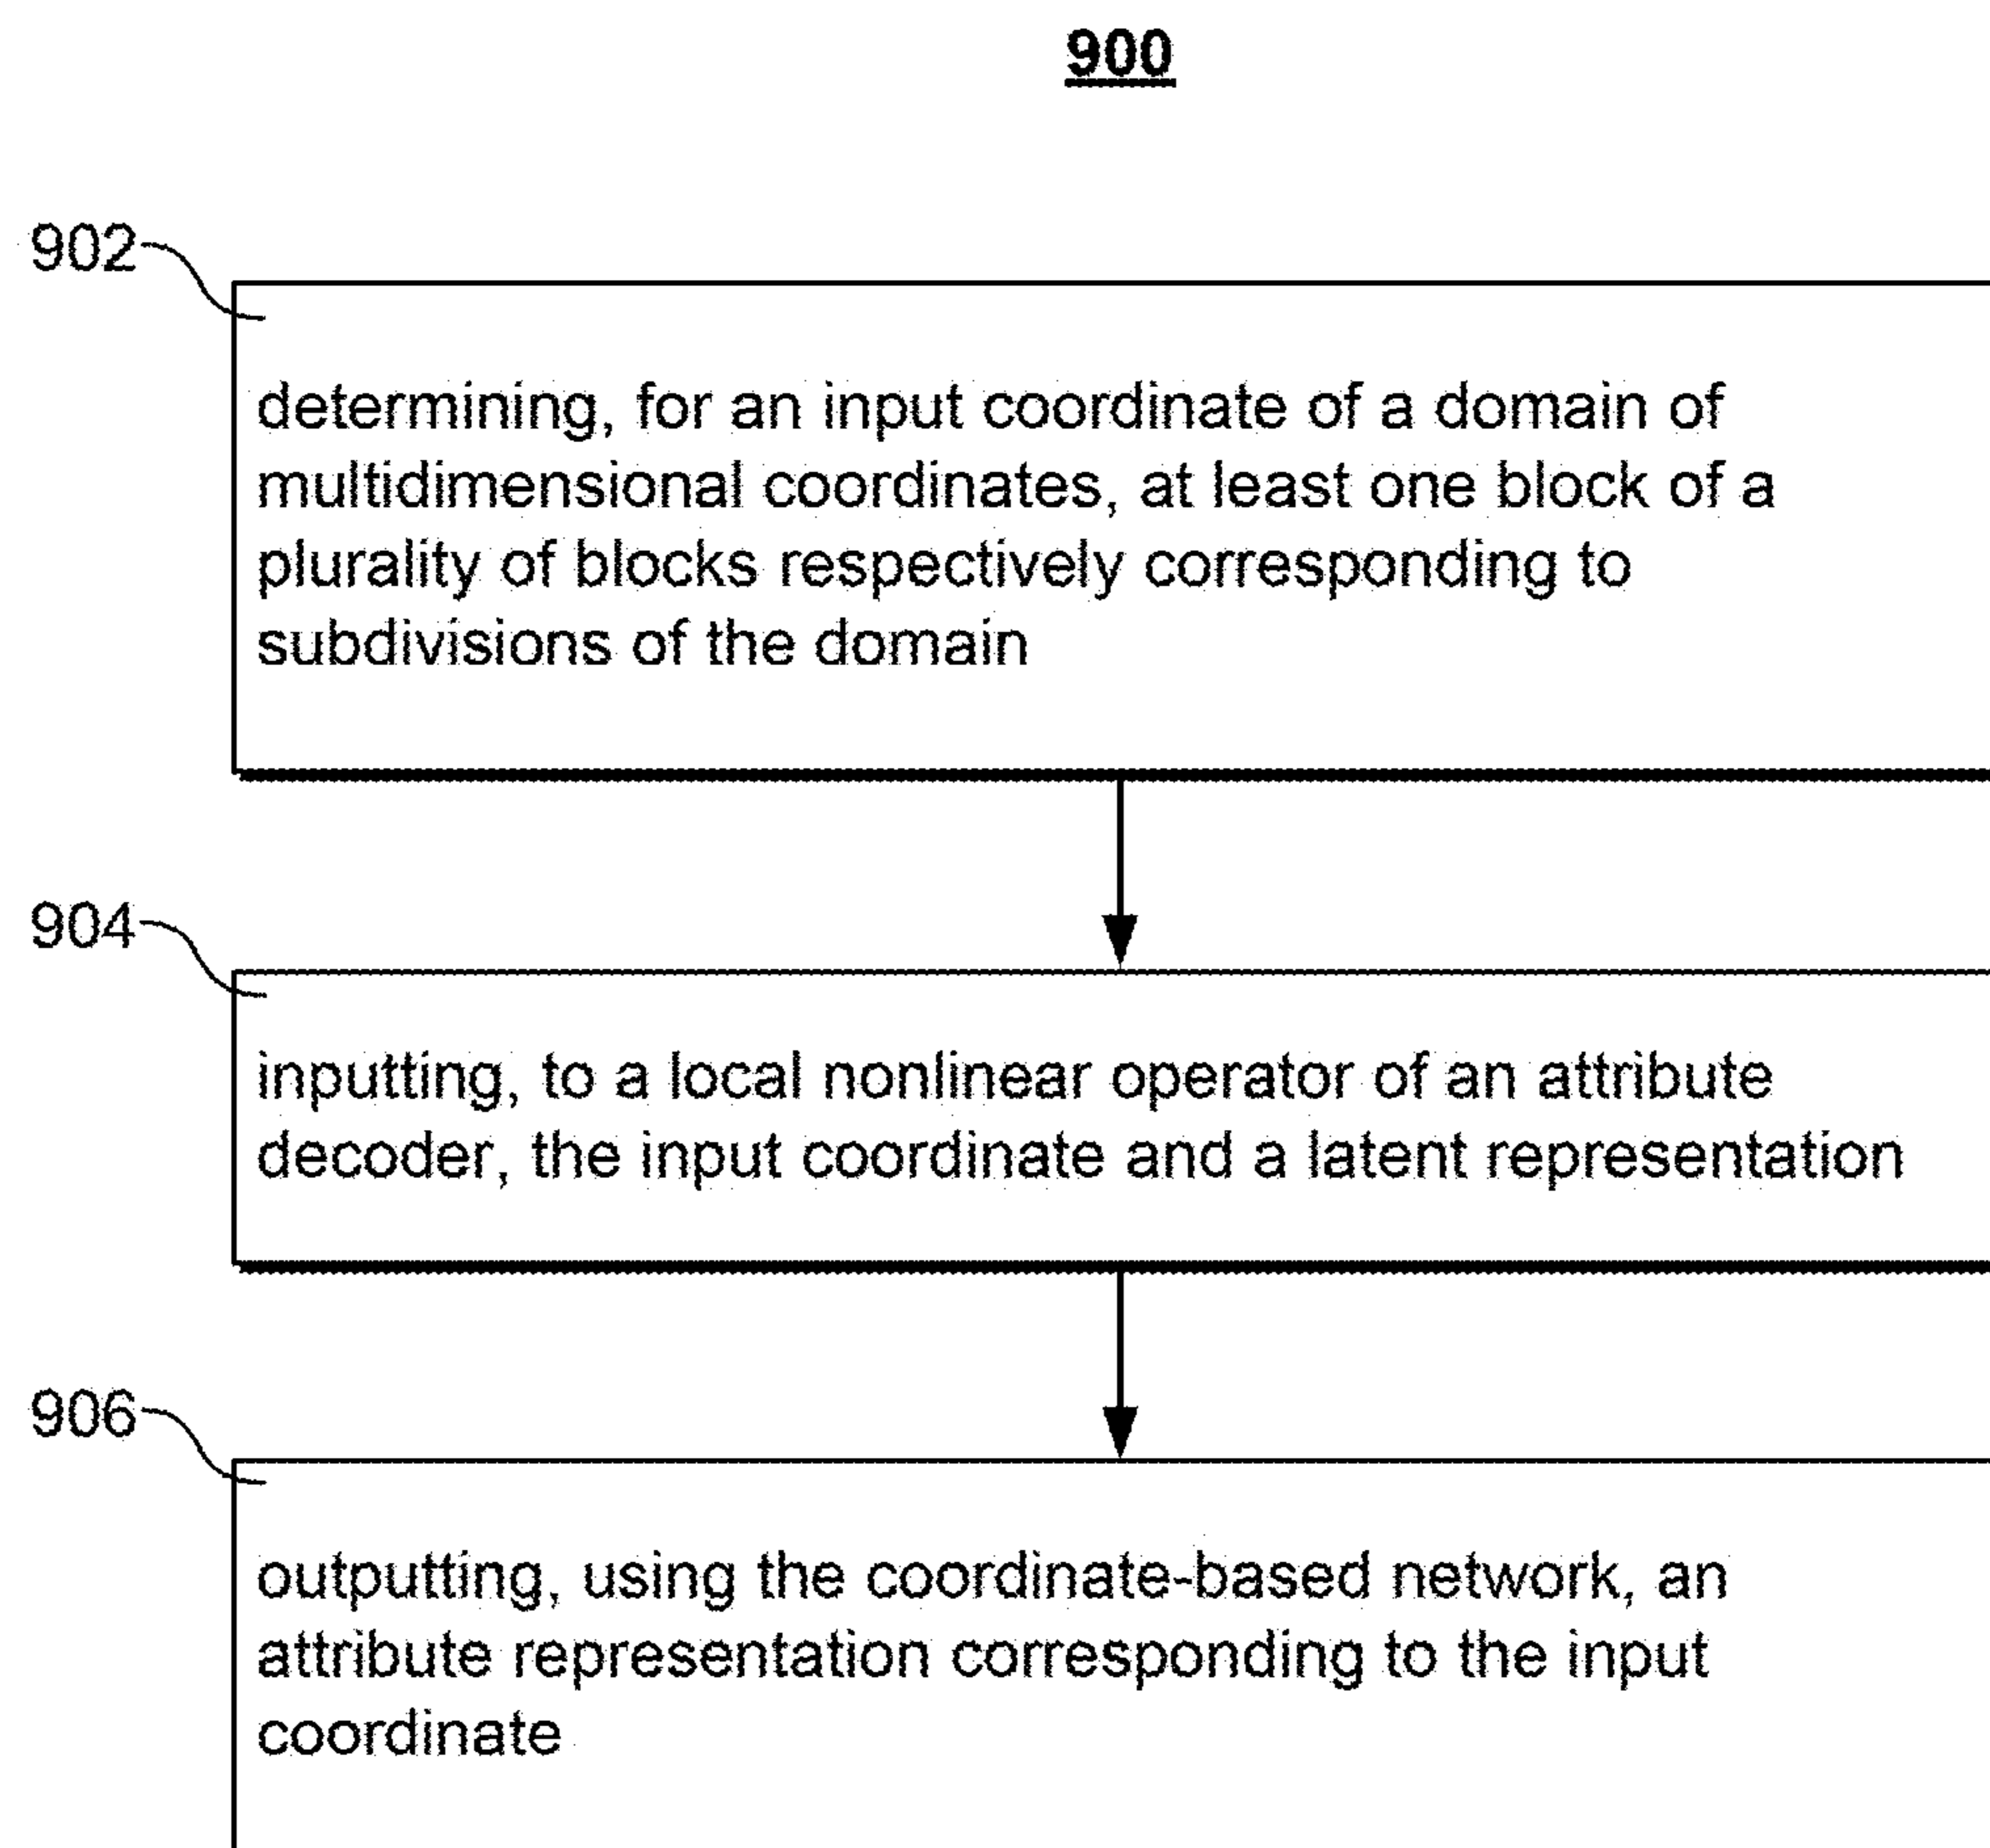 900
902
determining, for an input coordinate of a domain of
multidimensional coordinates, at least one block of a
plurality of blocks respectively corresponding to
subdivisions of the domain
904
inputting, to a local nonlinear operator of an attribute
decoder, the input coordinate and a latent representation
906
outputting, using the coordinate-based network, an
attribute representation corresponding to the input
coordinate